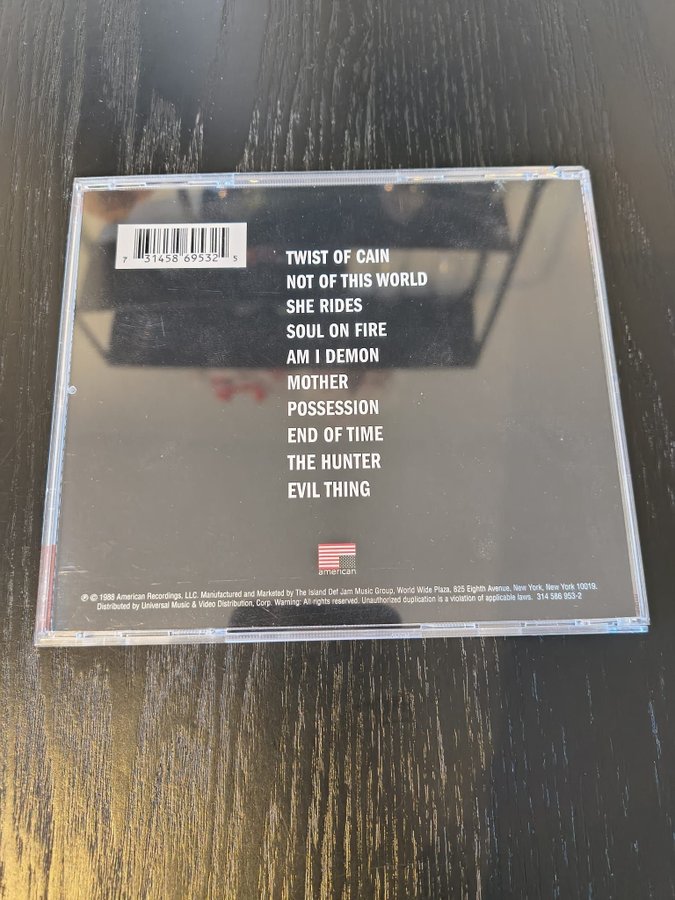 7 31458 69532 5
TWIST OF CAIN
NOT OF THIS WORLD
SHE RIDES
SOUL ON FIRE
AM I DEMON
MOTHER
POSSESSION
END OF TIME
THE HUNTER
EVIL THING
american
℗ © 1988 American Recordings, LLC. Manufactured and Marketed by The Island Def Jam Music Group, World Wide Plaza, 825 Eighth Avenue, New York, New York 10019.
Distributed by Universal Music & Video Distribution, Corp. Warning: All rights reserved. Unauthorized duplication is a violation of applicable laws. 314 586 953-2